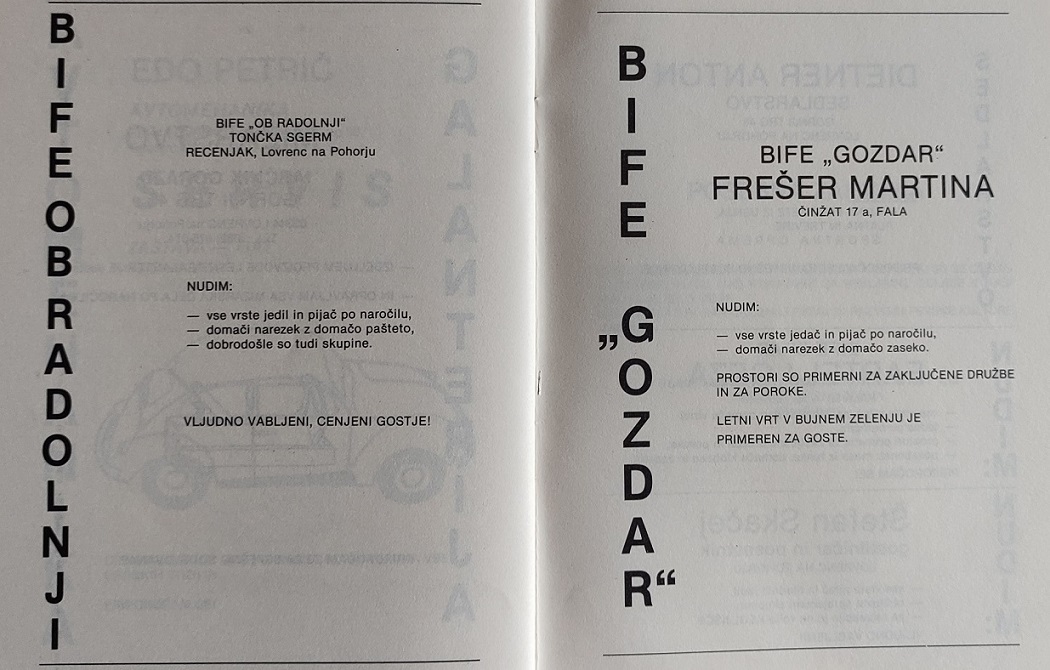 BIFE OB RADOLNJI
BIFE „OB RADOLNJI“
TONČKA SGERM
RECENJAK, Lovrenc na Pohorju
NUDIM:
— vse vrste jedil in pijač po naročilu,
— domači narezek z domačo pašteto,
— dobrodošle so tudi skupine.
VLJUDNO VABLJENI, CENJENI GOSTJE!
BIFE „GOZDAR“
BIFE „GOZDAR“
FREŠER MARTINA
ČINŽAT 17 a, FALA
NUDIM:
— vse vrste jedač in pijač po naročilu,
— domači narezek z domačo zaseko.
PROSTORI SO PRIMERNI ZA ZAKLJUČENE DRUŽBE
IN ZA POROKE.
LETNI VRT V BUJNEM ZELENJU JE
PRIMEREN ZA GOSTE.